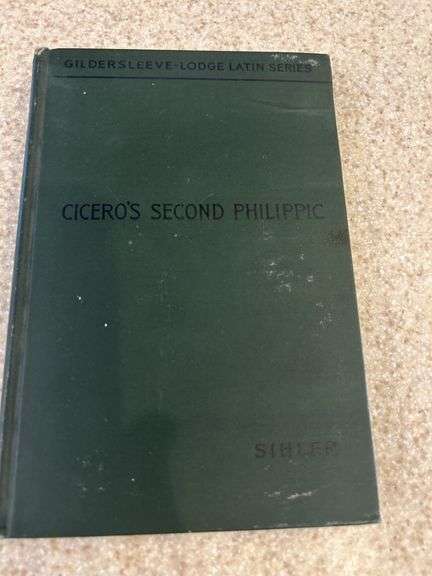 GILDERSLEEVE-LODGE LATIN SERIES
CICERO'S SECOND PHILIPPIC
SIHLER